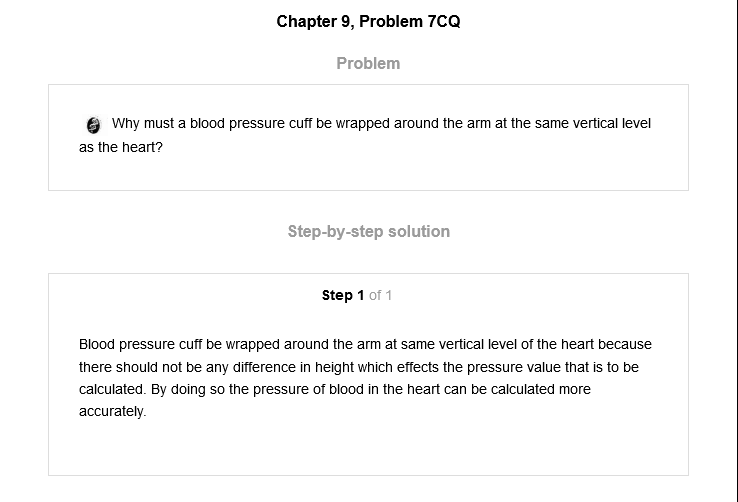 Chapter 9, Problem 7CQ
Problem
Why must a blood pressure cuff be wrapped around the arm at the same vertical level
as the heart?
Step-by-step solution
Step 1 of 1
Blood pressure cuff be wrapped around the arm at same vertical level of the heart because
there should not be any difference in height which effects the pressure value that is to be
calculated. By doing so the pressure of blood in the heart can be calculated more
accurately.